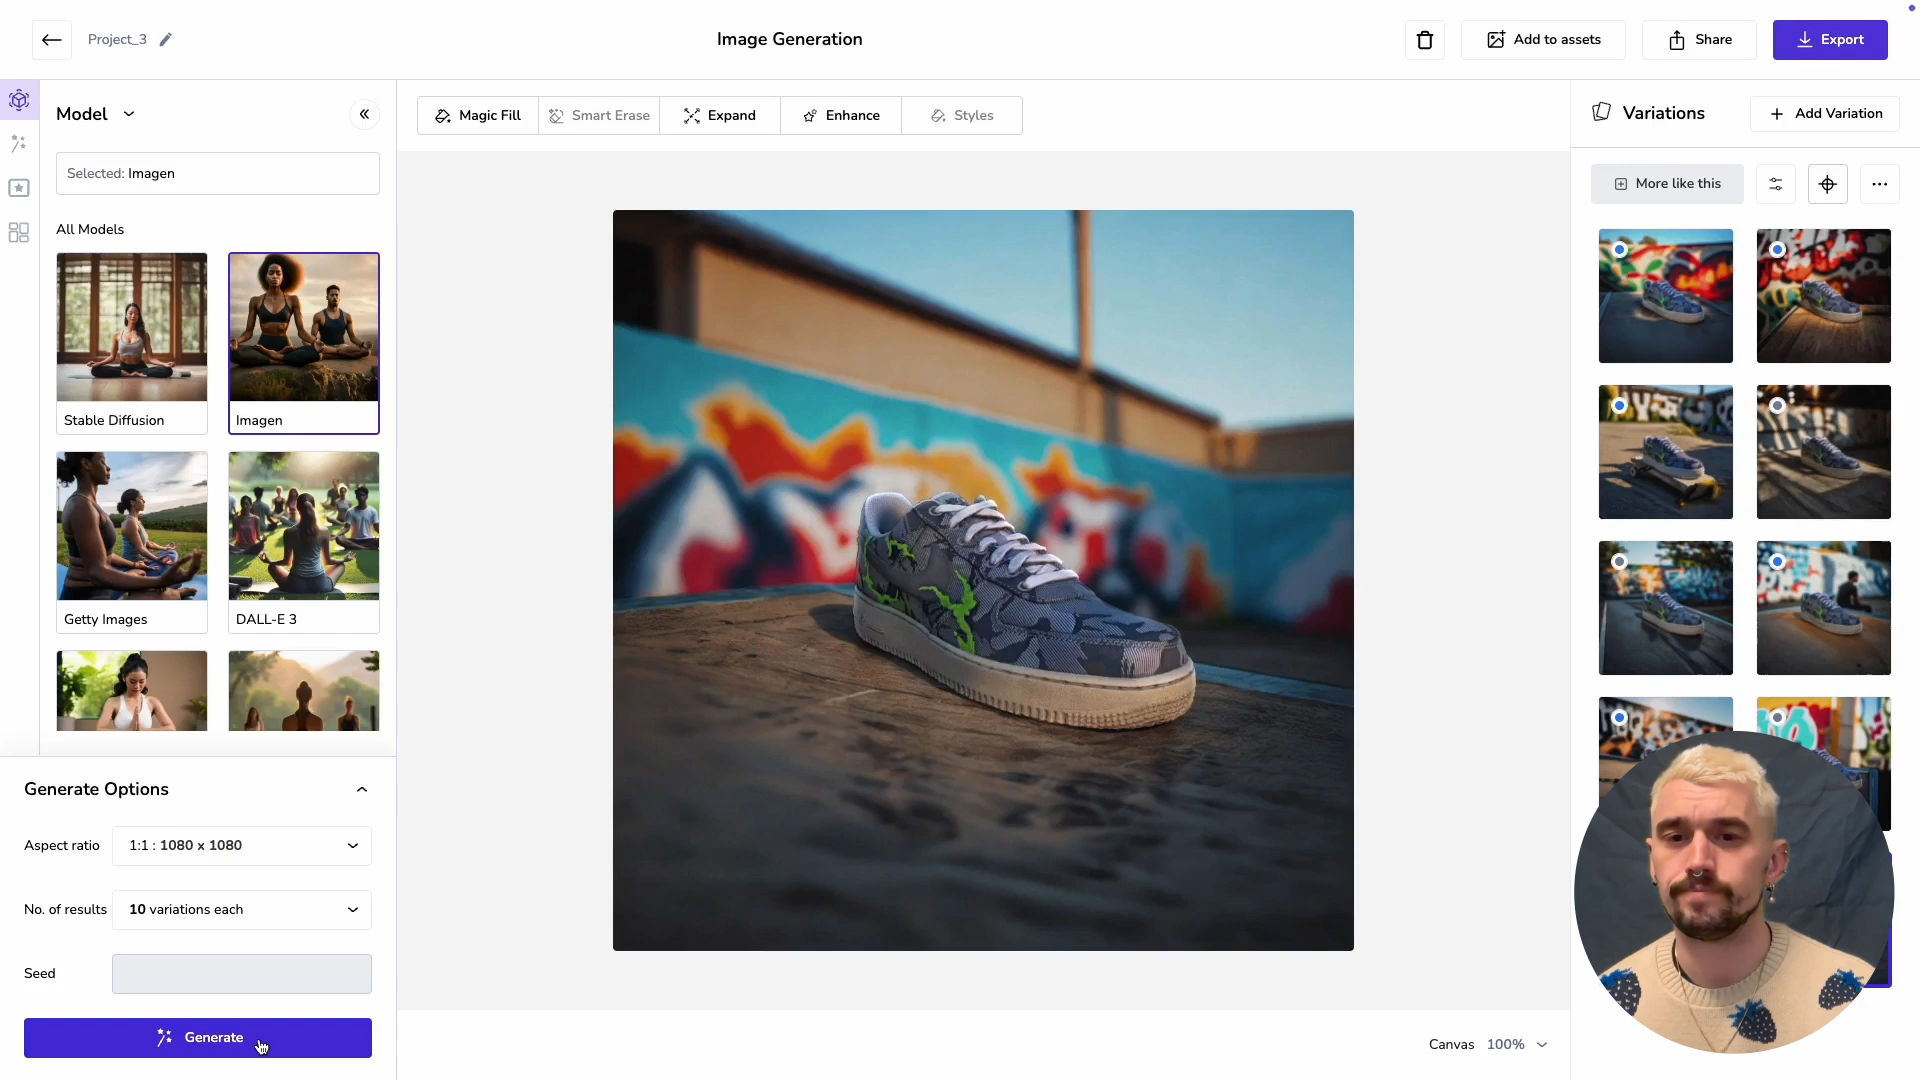 Project_3
Image Generation
Add to assets
Share
Export
Model
Selected: Imagen
All Models
Stable Diffusion
Imagen
Getty Images
DALL-E 3
Generate Options
Aspect ratio
1:1 : 1080 x 1080
No. of results
10 variations each
Seed
Generate
Magic Fill
Smart Erase
Expand
Enhance
Styles
Canvas 100%
Variations
Add Variation
More like this